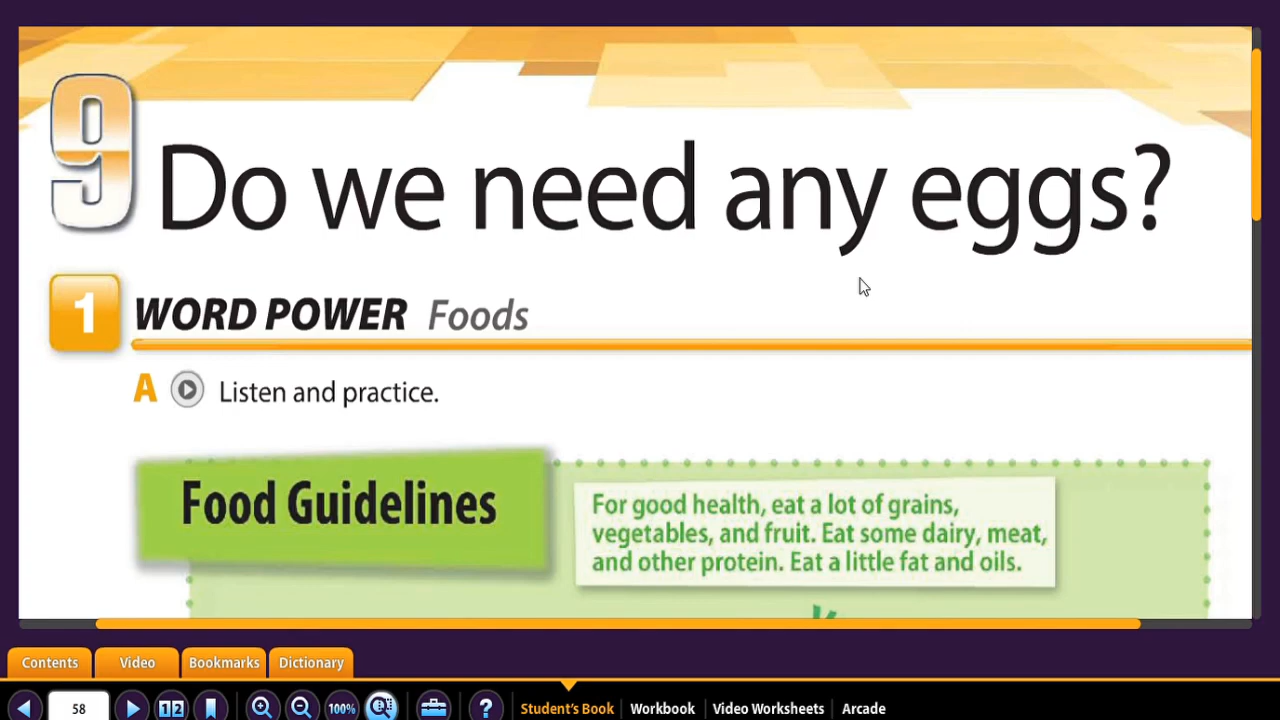 9
Do we need any eggs?
1
WORD POWER Foods
A Listen and practice.
Food Guidelines
For good health, eat a lot of grains,
vegetables, and fruit. Eat some dairy, meat,
and other protein. Eat a little fat and oils.
Contents Video Bookmarks Dictionary
58 12 100% ? Student's Book Workbook Video Worksheets Arcade